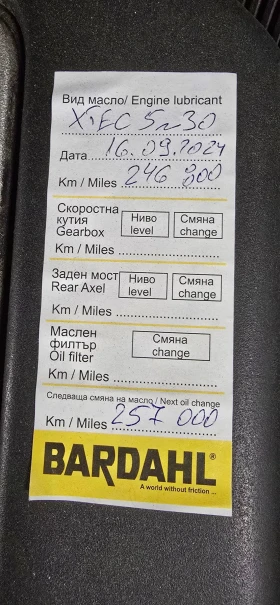 Вид масло/ Engine lubricant
XTEC 5w30
Дата 16.09.2024
Km / Miles 246 800
Скоростна кутия Gearbox
Ниво level
Смяна change
Km / Miles
Заден мост Rear Axel
Ниво level
Смяна change
Km / Miles
Маслен филтър Oil filter
Смяна change
Km / Miles
Следваща смяна на масло / Next oil change
Km / Miles 257 000
BARDAHL®
A world without friction ...